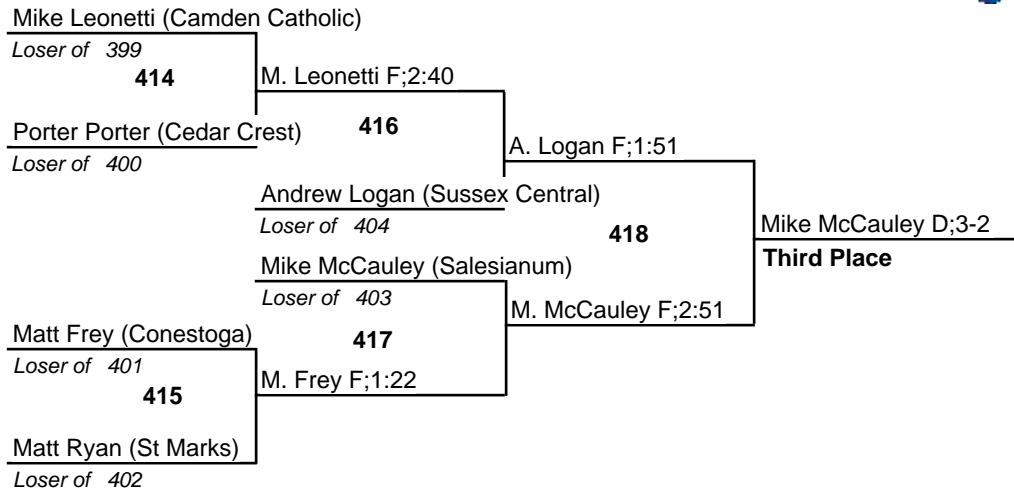 Mike Leonetti (Camden Catholic)
Loser of 399
414
M. Leonetti F;2:40
Porter Porter (Cedar Crest)
Loser of 400
416
A. Logan F;1:51
Andrew Logan (Sussex Central)
Loser of 404
418
Mike McCauley D;3-2
Third Place
Mike McCauley (Salesianum)
Loser of 403
M. McCauley F;2:51
417
Matt Frey (Conestoga)
Loser of 401
415
M. Frey F;1:22
Matt Ryan (St Marks)
Loser of 402